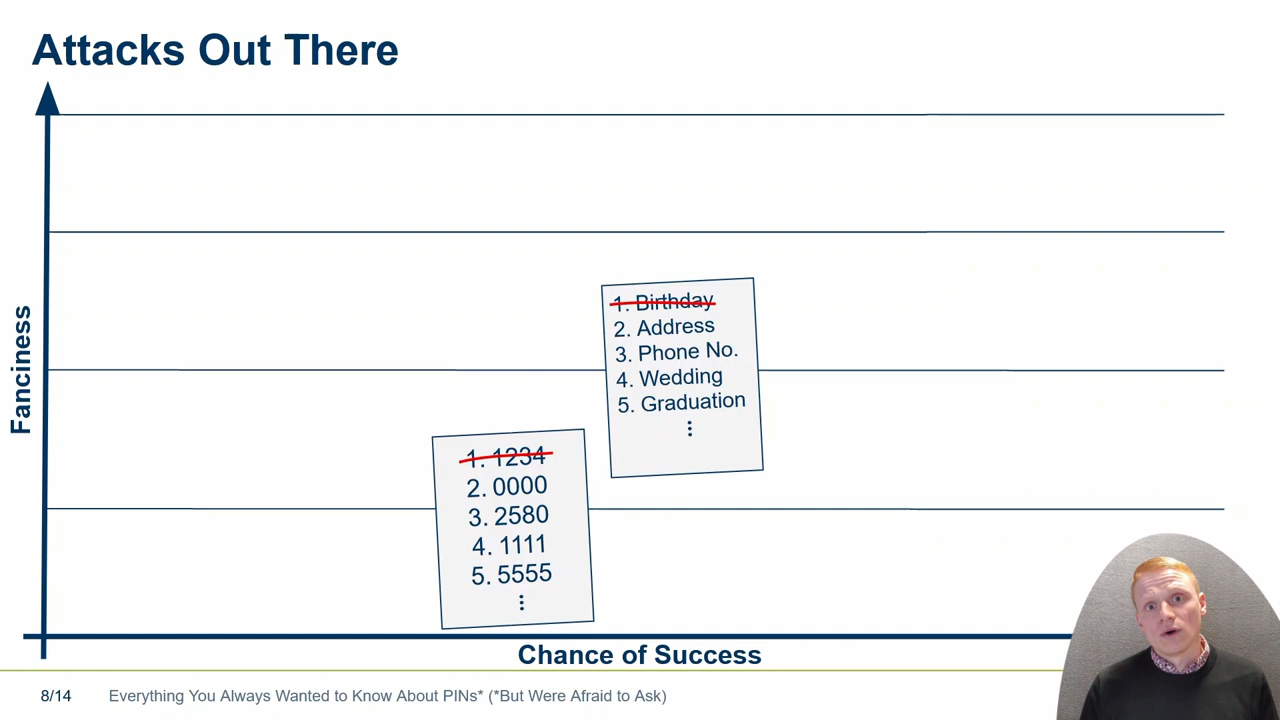 Attacks Out There
Fanciness
1. Birthday
2. Address
3. Phone No.
4. Wedding
5. Graduation
⋮
1. 1234
2. 0000
3. 2580
4. 1111
5. 5555
⋮
Chance of Success
8/14 Everything You Always Wanted to Know About PINs* (*But Were Afraid to Ask)